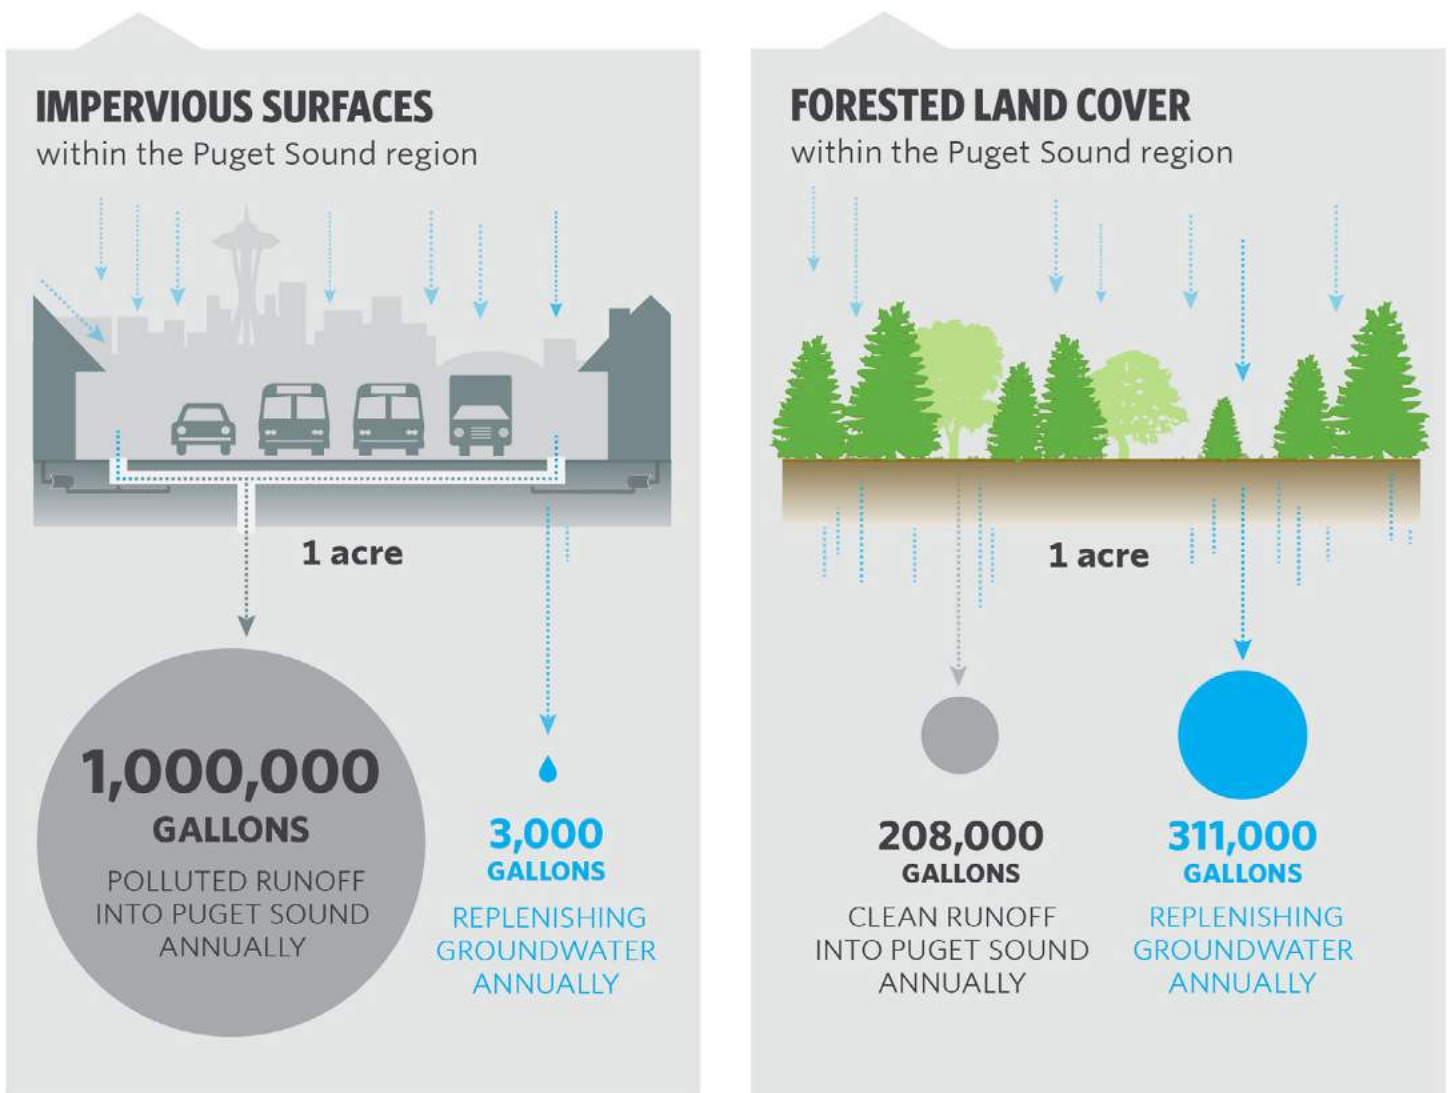 IMPERVIOUS SURFACES
within the Puget Sound region
1 acre
1,000,000
GALLONS
POLLUTED RUNOFF
INTO PUGET SOUND
ANNUALLY
3,000
GALLONS
REPLENISHING
GROUNDWATER
ANNUALLY
FORESTED LAND COVER
within the Puget Sound region
1 acre
208,000
GALLONS
CLEAN RUNOFF
INTO PUGET SOUND
ANNUALLY
311,000
GALLONS
REPLENISHING
GROUNDWATER
ANNUALLY